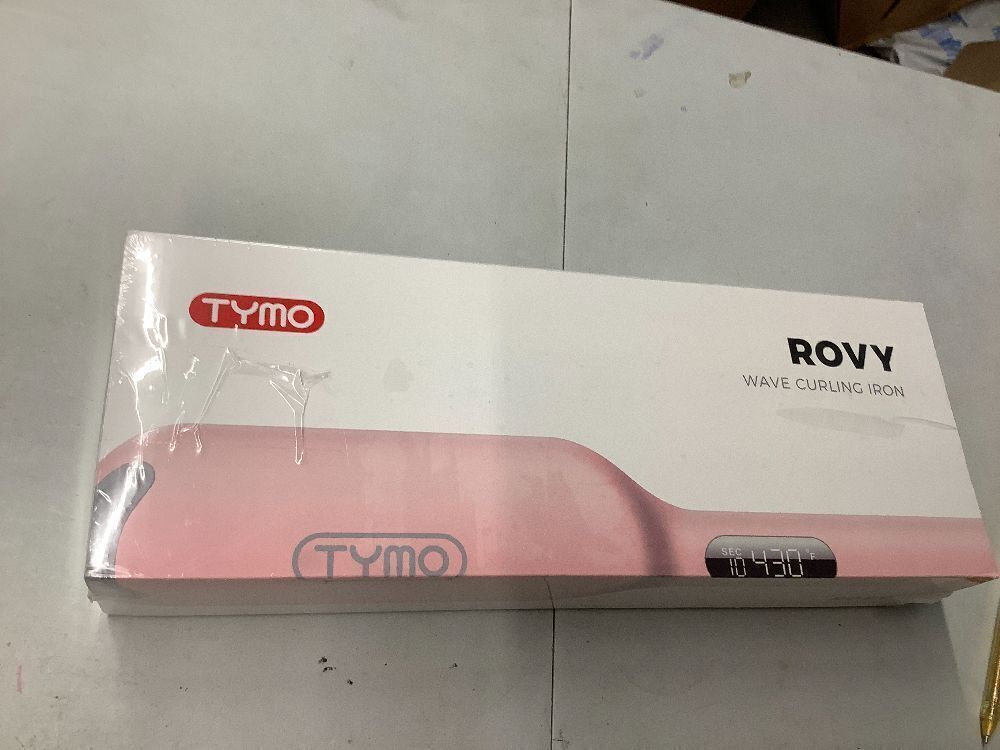 TYMO
ROVY
WAVE CURLING IRON
TYMO
SEC
10 430 °F